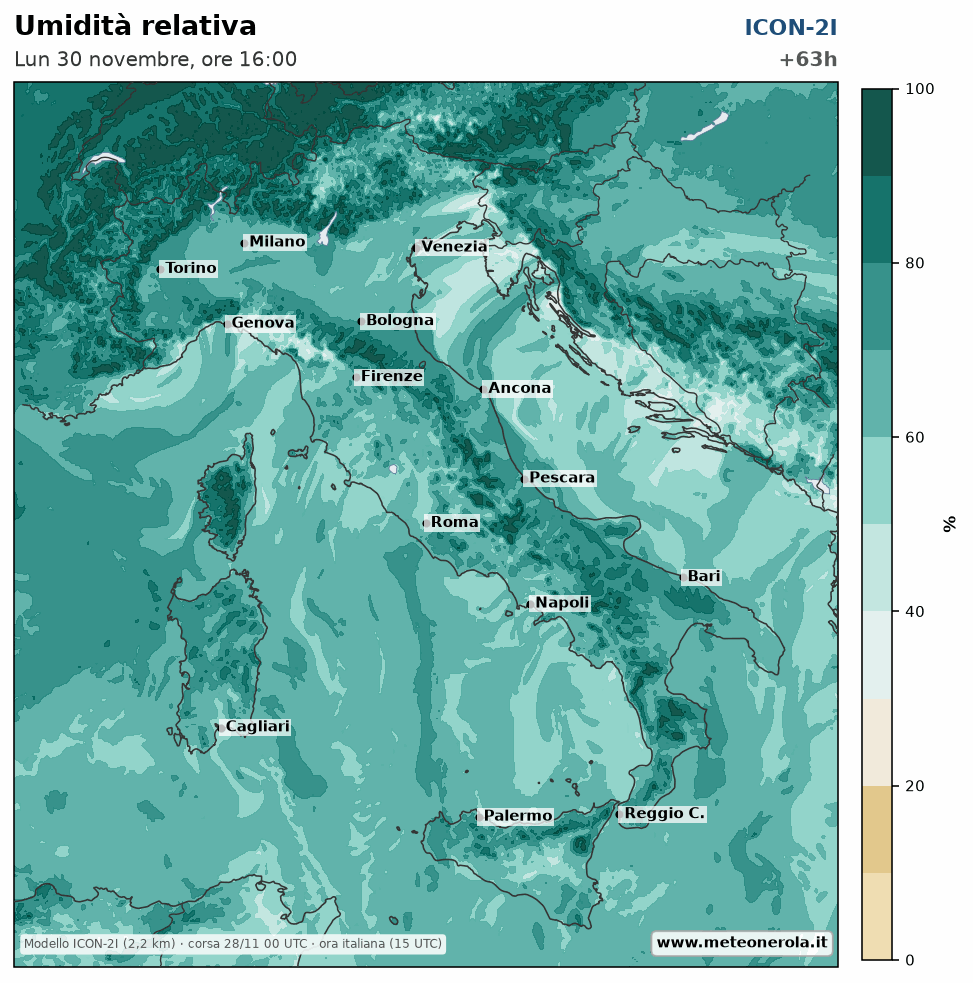 Umidità relativa
ICON-2I
Lun 30 novembre, ore 16:00
+63h
100
80
60
40
20
0
%
Milano
Venezia
Torino
Genova
Bologna
Firenze
Ancona
Pescara
Roma
Bari
Napoli
Cagliari
Palermo
Reggio C.
Modello ICON-2I (2,2 km) · corsa 28/11 00 UTC · ora italiana (15 UTC)
www.meteonerola.it